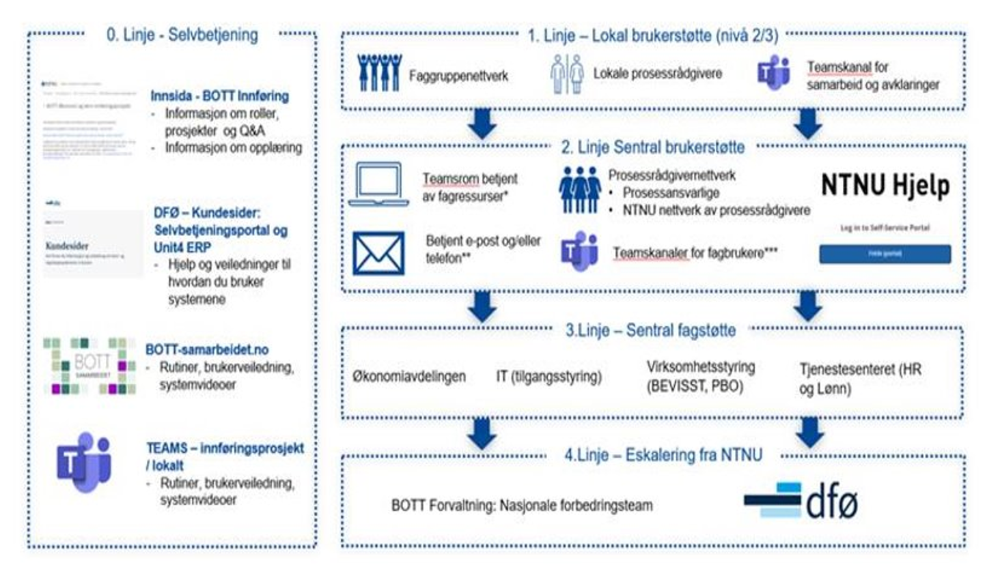 0. Linje - Selvbetjening
Innsida - BOTT Innføring
- Informasjon om roller,
prosjekter og Q&A
- Informasjon om opplæring
Kundesider
DFØ – Kundesider:
Selvbetjeningsportal og
Unit4 ERP
- Hjelp og veiledninger til
hvordan du bruker
systemene
BOTT
SAMARBEIDET
BOTT-samarbeidet.no
- Rutiner, brukerveiledning,
systemvideoer
T
TEAMS – innføringsprosjekt
/ lokalt
- Rutiner, brukerveiledning,
systemvideoer
1. Linje – Lokal brukerstøtte (nivå 2/3)
Faggruppenettverk
Lokale prosessrådgivere
T
Teamskanal for
samarbeid og avklaringer
2. Linje Sentral brukerstøtte
Teamsrom betjent
av fagressurser*
Prosessrådgivernettverk
• Prosessansvarlige
• NTNU nettverk av prosessrådgivere
NTNU Hjelp
Log in to Self-Service Portal
Betjent e-post og/eller
telefon**
T
Teamskanaler for fagbrukere***
3.Linje – Sentral fagstøtte
Økonomiavdelingen
IT (tilgangsstyring)
Virksomhetsstyring
(BEVISST, PBO)
Tjenestesenteret (HR
og Lønn)
4.Linje – Eskalering fra NTNU
BOTT Forvaltning: Nasjonale forbedringsteam
dfø